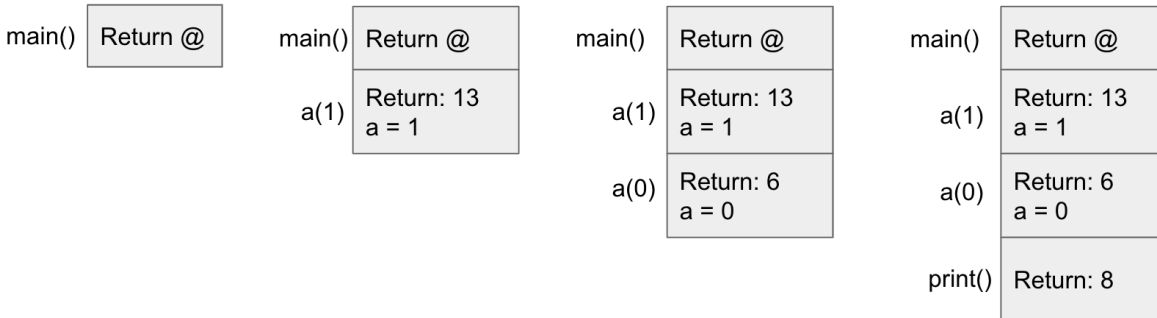 main() Return @
main() Return @
a(1) Return: 13
a = 1
main() Return @
a(1) Return: 13
a = 1
a(0) Return: 6
a = 0
main() Return @
a(1) Return: 13
a = 1
a(0) Return: 6
a = 0
print() Return: 8